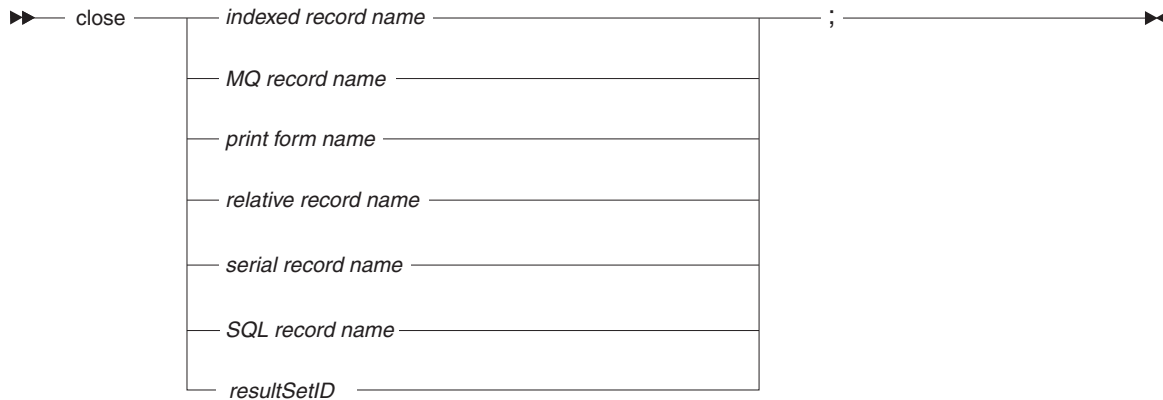 close indexed record name ;
MQ record name
print form name
relative record name
serial record name
SQL record name
resultSetID